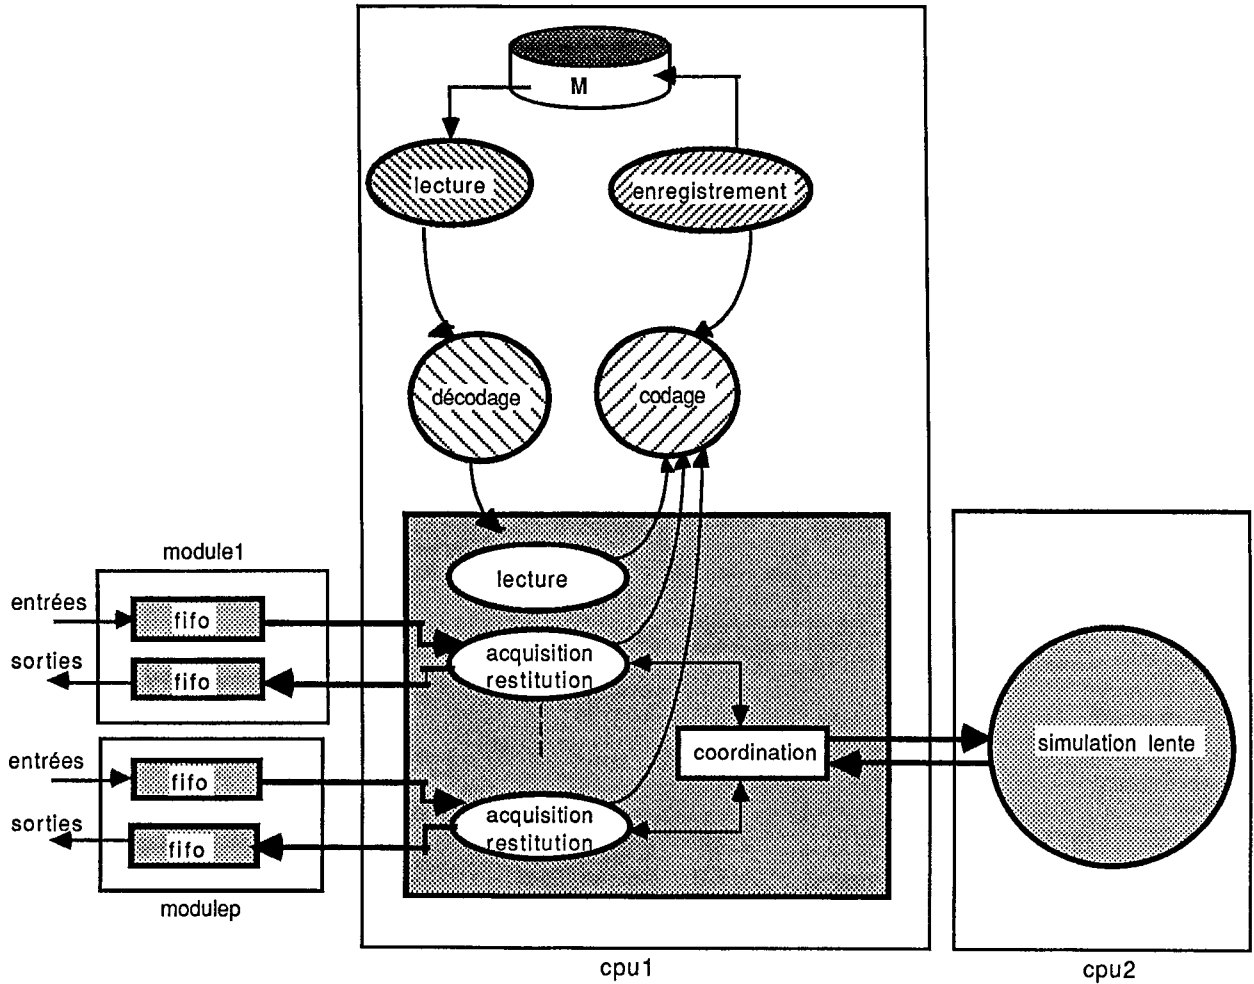 M
lecture
enregistrement
décodage
codage
module1
entrées
fifo
sorties
fifo
lecture
acquisition
restitution
coordination
simulation lente
entrées
fifo
sorties
fifo
acquisition
restitution
modulep
cpu1
cpu2